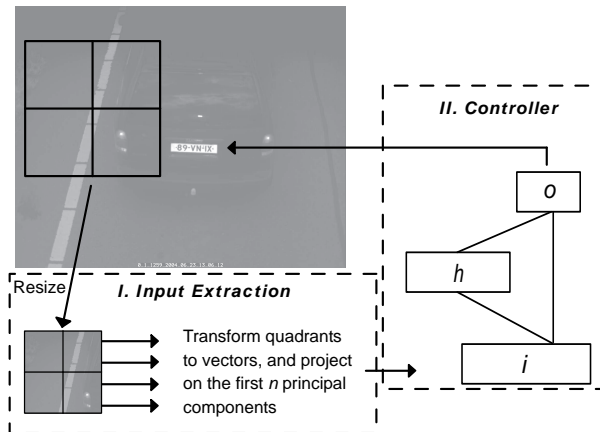 II. Controller
89-VN-IX
o
h
i
Resize
I. Input Extraction
Transform quadrants
to vectors, and project
on the first n principal
components